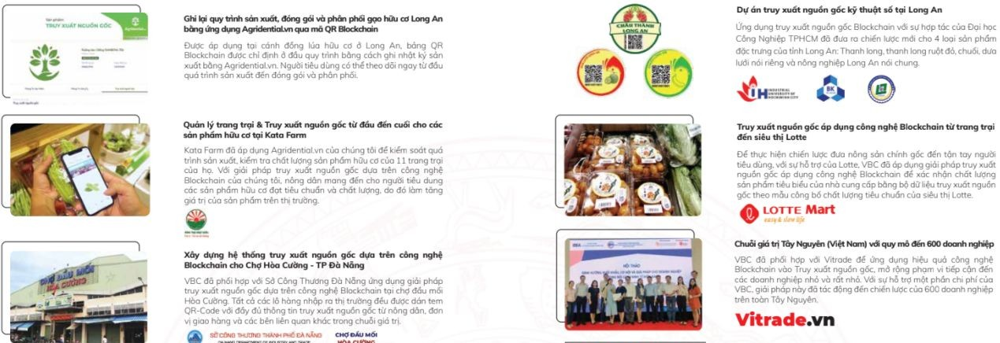 Sản phẩm
TRUY XUẤT NGUỒN GỐC
Agridential.vn
Ghi lại quy trình sản xuất, đóng gói và phân phối gạo hữu cơ Long An
bằng ứng dụng Agridential.vn qua mã QR Blockchain
Được áp dụng tại cánh đồng lúa hữu cơ ở Long An, bảng QR
Blockchain được chỉ định ở đầu quy trình bằng cách ghi nhật ký sản
xuất bằng Agridential.vn. Người tiêu dùng có thể theo dõi ngay từ đầu
quá trình sản xuất đến đóng gói và phân phối.
Quản lý trang trại & Truy xuất nguồn gốc từ đầu đến cuối cho các
sản phẩm hữu cơ tại Kata Farm
Kata Farm đã áp dụng Agridential.vn của chúng tôi để kiểm soát quá
trình sản xuất, kiểm tra chất lượng sản phẩm hữu cơ của 11 trang trại
của họ. Với giải pháp truy xuất nguồn gốc dựa trên công nghệ
Blockchain của chúng tôi, nông dân mang đến cho người tiêu dung
các sản phẩm hữu cơ đạt tiêu chuẩn và chất lượng, do đó làm tăng
giá trị của sản phẩm trên thị trường.
CHỢ ĐẦU MỐI
HÒA CƯỜNG
Xây dựng hệ thống truy xuất nguồn gốc dựa trên công nghệ
Blockchain cho Chợ Hòa Cường - TP Đà Nẵng
VBC đã phối hợp với Sở Công Thương Đà Nẵng ứng dụng giải pháp
truy xuất nguồn gốc dựa trên công nghệ Blockchain tại chợ đầu mối
Hòa Cường. Tất cả các lô hàng nhập ra thị trường đều được dán tem
QR-Code với đầy đủ thông tin truy xuất nguồn gốc từ nông dân, đơn
vị giao hàng và các bên liên quan khác trong chuỗi giá trị.
SỞ CÔNG THƯƠNG THÀNH PHỐ ĐÀ NẴNG
DA NANG DEPARTMENT OF INDUSTRY AND TRADE
CHỢ ĐẦU MỐI
HÒA CƯỜNG
CHÂU THÀNH
LONG AN
Dự án truy xuất nguồn gốc kỹ thuật số tại Long An
Ứng dụng truy xuất nguồn gốc Blockchain với sự hợp tác của Đại học
Công Nghiệp TPHCM đã đưa ra chiến lược mới cho 4 loại sản phẩm
đặc trưng của tỉnh Long An: Thanh long, thanh long ruột đỏ, chuối, dưa
lưới nói riêng và nông nghiệp Long An nói chung.
IUH INDUSTRIAL
UNIVERSITY OF
HOCHIMINH CITY
BK
Truy xuất nguồn gốc áp dụng công nghệ Blockchain từ trang trại
đến siêu thị Lotte
Để thực hiện chiến lược đưa nông sản chính gốc đến tận tay người
tiêu dùng, với sự hỗ trợ của Lotte, VBC đã áp dụng giải pháp truy xuất
nguồn gốc áp dụng công nghệ Blockchain để xác nhận chất lượng
sản phẩm tiêu biểu của nhà cung cấp bằng bộ dữ liệu truy xuất nguồn
gốc theo mẫu công bố chất lượng tiêu chuẩn của siêu thị Lotte.
LOTTE Mart
easy & slow life
HỘI THẢO
Chuỗi giá trị Tây Nguyên (Việt Nam) với quy mô đến 600 doanh nghiệp
VBC đã phối hợp với Vitrade để ứng dụng hiệu quả công nghệ
Blockchain vào Truy xuất nguồn gốc, mở rộng phạm vi tiếp cận đến
các doanh nghiệp nhỏ và rất nhỏ. Với sự hỗ trợ một phần chi phí của
VBC, giải pháp này đã tác động đến chiến lược của 600 doanh nghiệp
trên toàn Tây Nguyên.
Vitrade.vn